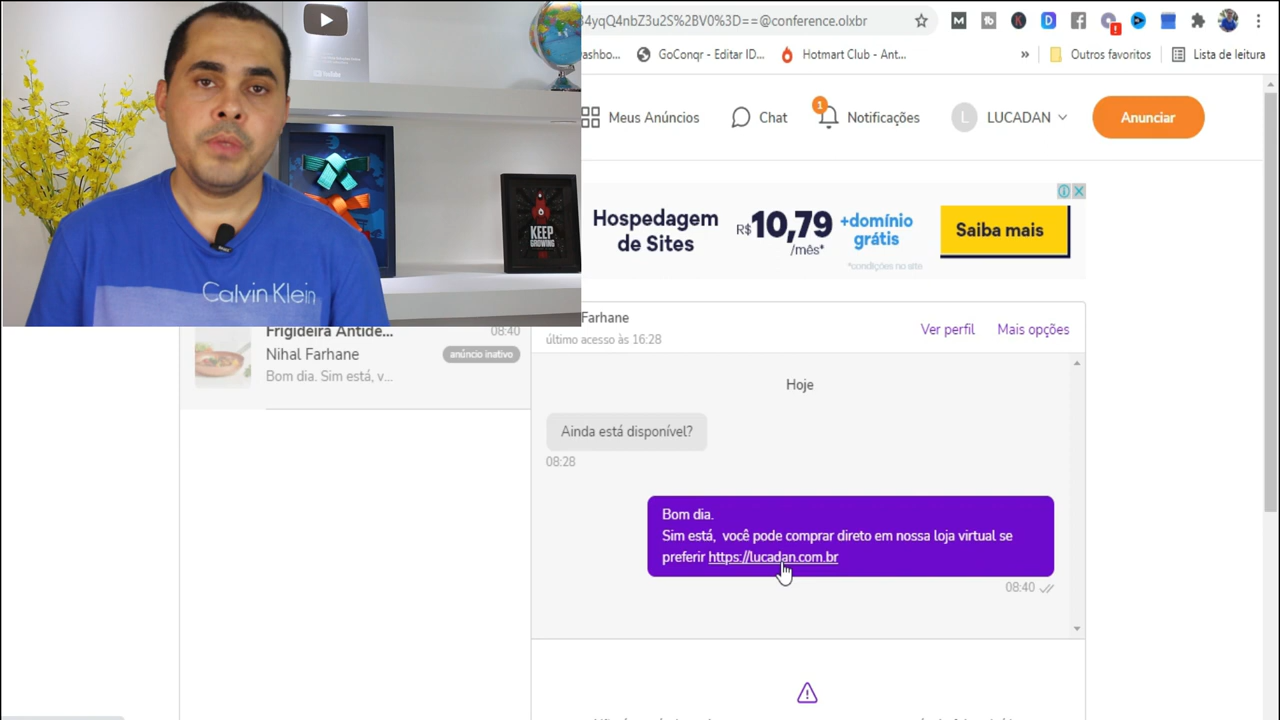 34yqQ4nbZ3u2S%2BV0%3D==@conference.olxbr
Dashbo...
GoConqr - Editar ID...
Hotmart Club - Ant...
»
Outros favoritos
Lista de leitura
Meus Anúncios
Chat
1
Notificações
L
LUCADAN
Anunciar
Hospedagem
de Sites
R$10,79
/mês*
+domínio
grátis
*condições no site
Saiba mais
YouTube
KEEP
GROWING
Calvin Klein
Frigideira Antide...
08:40
Nihal Farhane
anúncio inativo
Bom dia. Sim está, v...
Farhane
último acesso às 16:28
Ver perfil
Mais opções
Hoje
Ainda está disponível?
08:28
Bom dia.
Sim está, você pode comprar direto em nossa loja virtual se
preferir https://lucadan.com.br
08:40